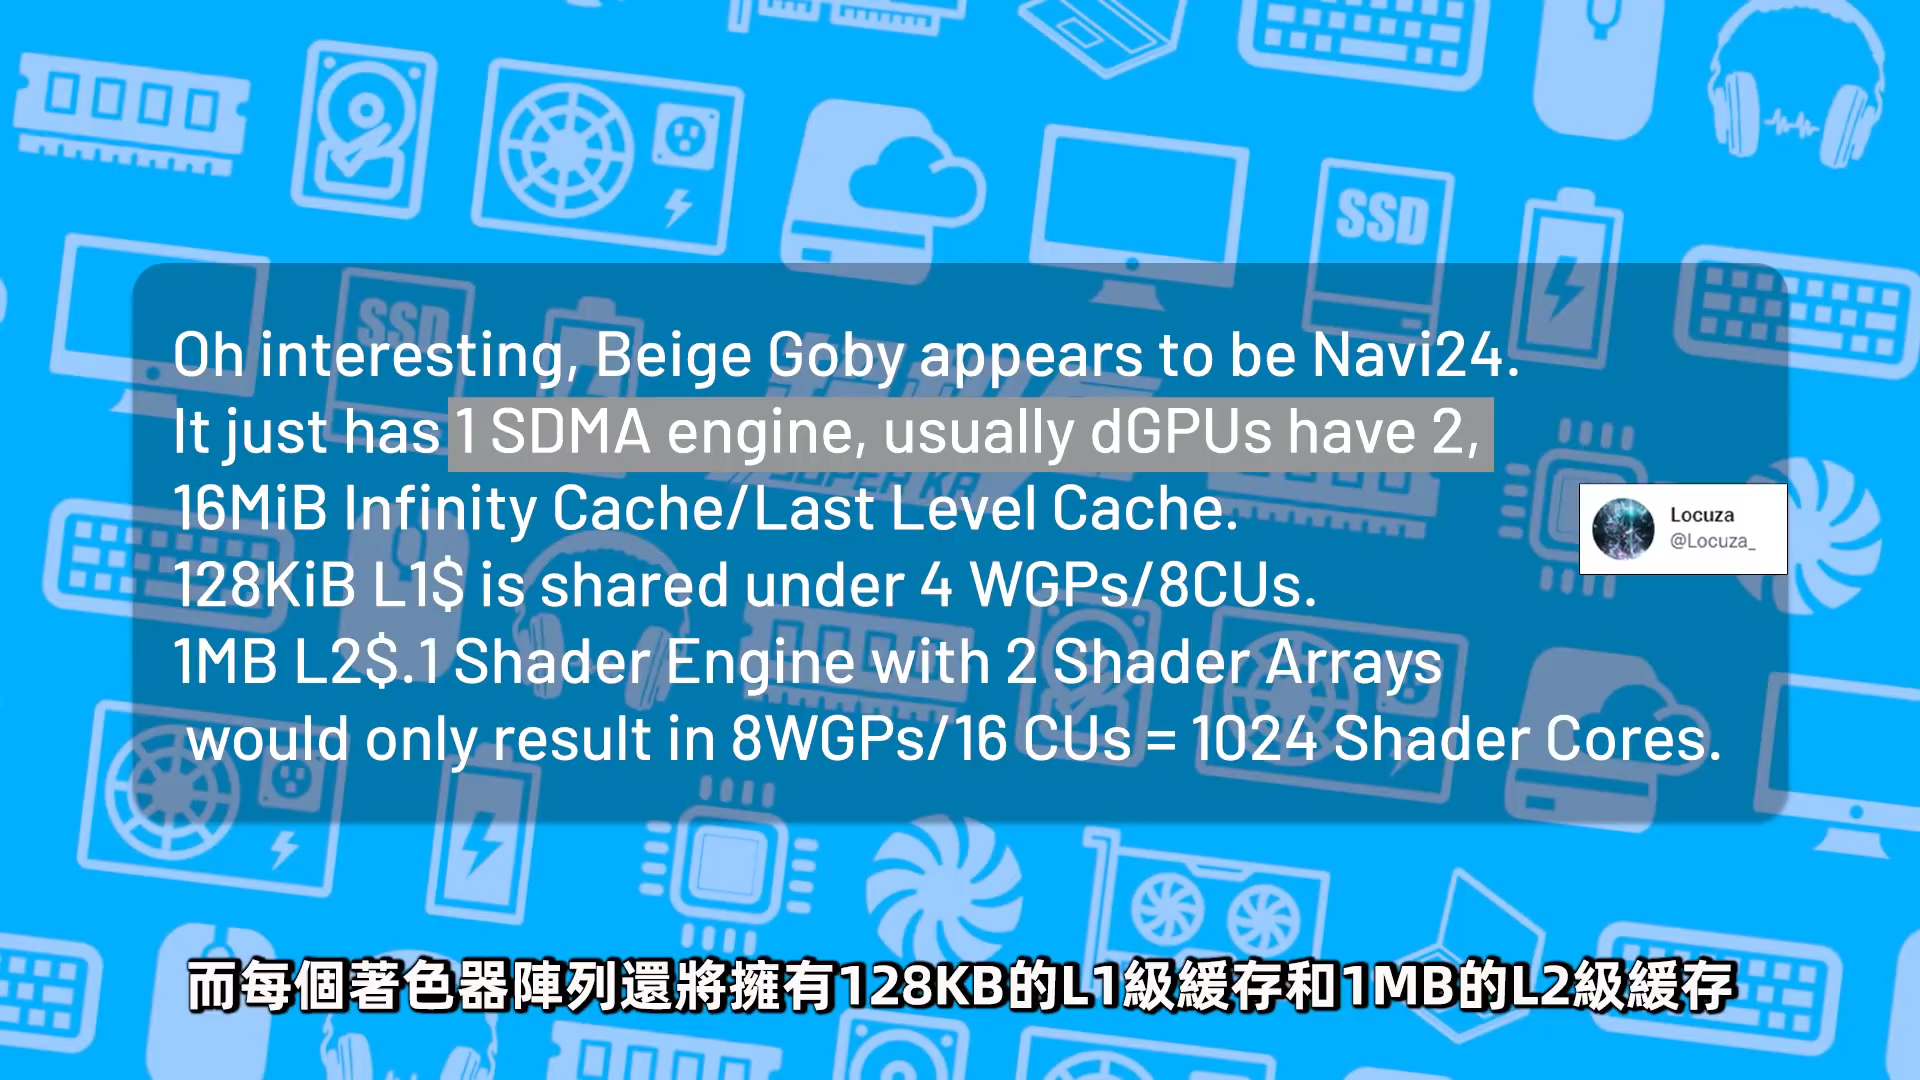 SSD
SSD
Oh interesting, Beige Goby appears to be Navi24.
It just has 1 SDMA engine, usually dGPUs have 2,
16MiB Infinity Cache/Last Level Cache.
128KiB L1$ is shared under 4 WGPs/8CUs.
1MB L2$.1 Shader Engine with 2 Shader Arrays
would only result in 8WGPs/16 CUs = 1024 Shader Cores.
Locuza
@Locuza_
而每個著色器陣列還將擁有128KB的L1級緩存和1MB的L2級緩存